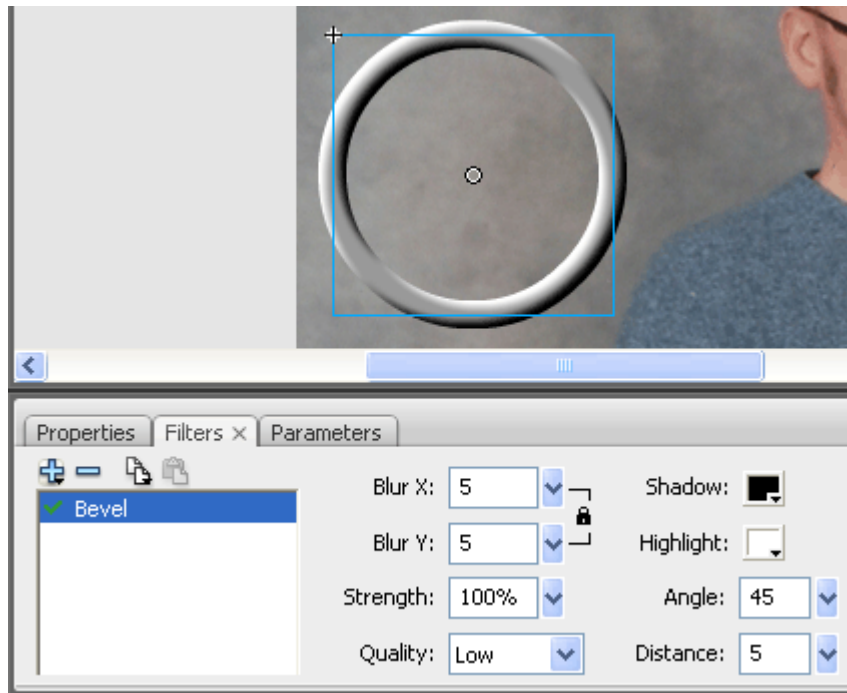 Properties Filters × Parameters
Bevel
Blur X: 5 Shadow:
Blur Y: 5 Highlight:
Strength: 100% Angle: 45
Quality: Low Distance: 5